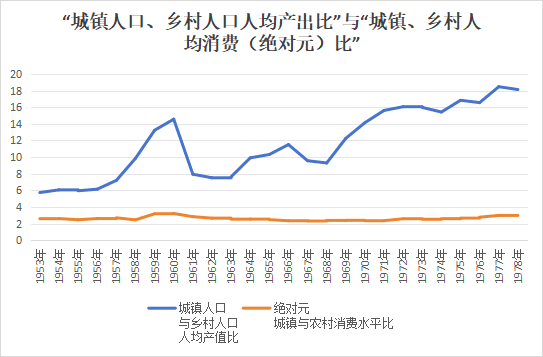 “城镇人口、乡村人口人均产出比”与“城镇、乡村人
均消费（绝对元）比”
20
18
16
14
12
10
8
6
4
2
0
1953年
1954年
1955年
1956年
1957年
1958年
1959年
1960年
1961年
1962年
1963年
1964年
1965年
1966年
1967年
1968年
1969年
1970年
1971年
1972年
1973年
1974年
1975年
1976年
1977年
1978年
城镇人口
与乡村人口
人均产值比
绝对元
城镇与农村消费水平比